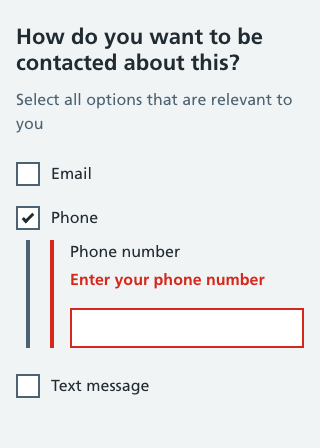 How do you want to be
contacted about this?
Select all options that are relevant to
you
Email
Phone
Phone number
Enter your phone number
Text message